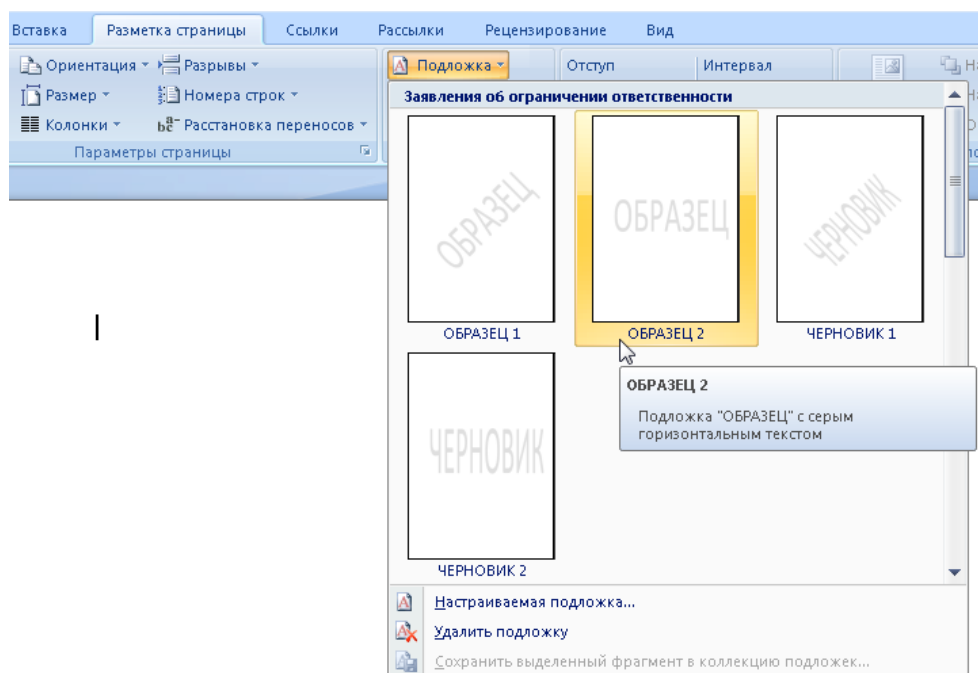 Вставка Разметка страницы Ссылки Рассылки Рецензирование Вид
Ориентация Разрывы Подложка Отступ Интервал
Размер Номера строк
Колонки Расстановка переносов
Параметры страницы
Заявления об ограничении ответственности
ОБРАЗЕЦ ОБРАЗЕЦ ЧЕРНОВИК
ОБРАЗЕЦ 1 ОБРАЗЕЦ 2 ЧЕРНОВИК 1
ОБРАЗЕЦ 2
Подложка "ОБРАЗЕЦ" с серым
горизонтальным текстом
ЧЕРНОВИК
ЧЕРНОВИК 2
Настраиваемая подложка...
Удалить подложку
Сохранить выделенный фрагмент в коллекцию подложек...